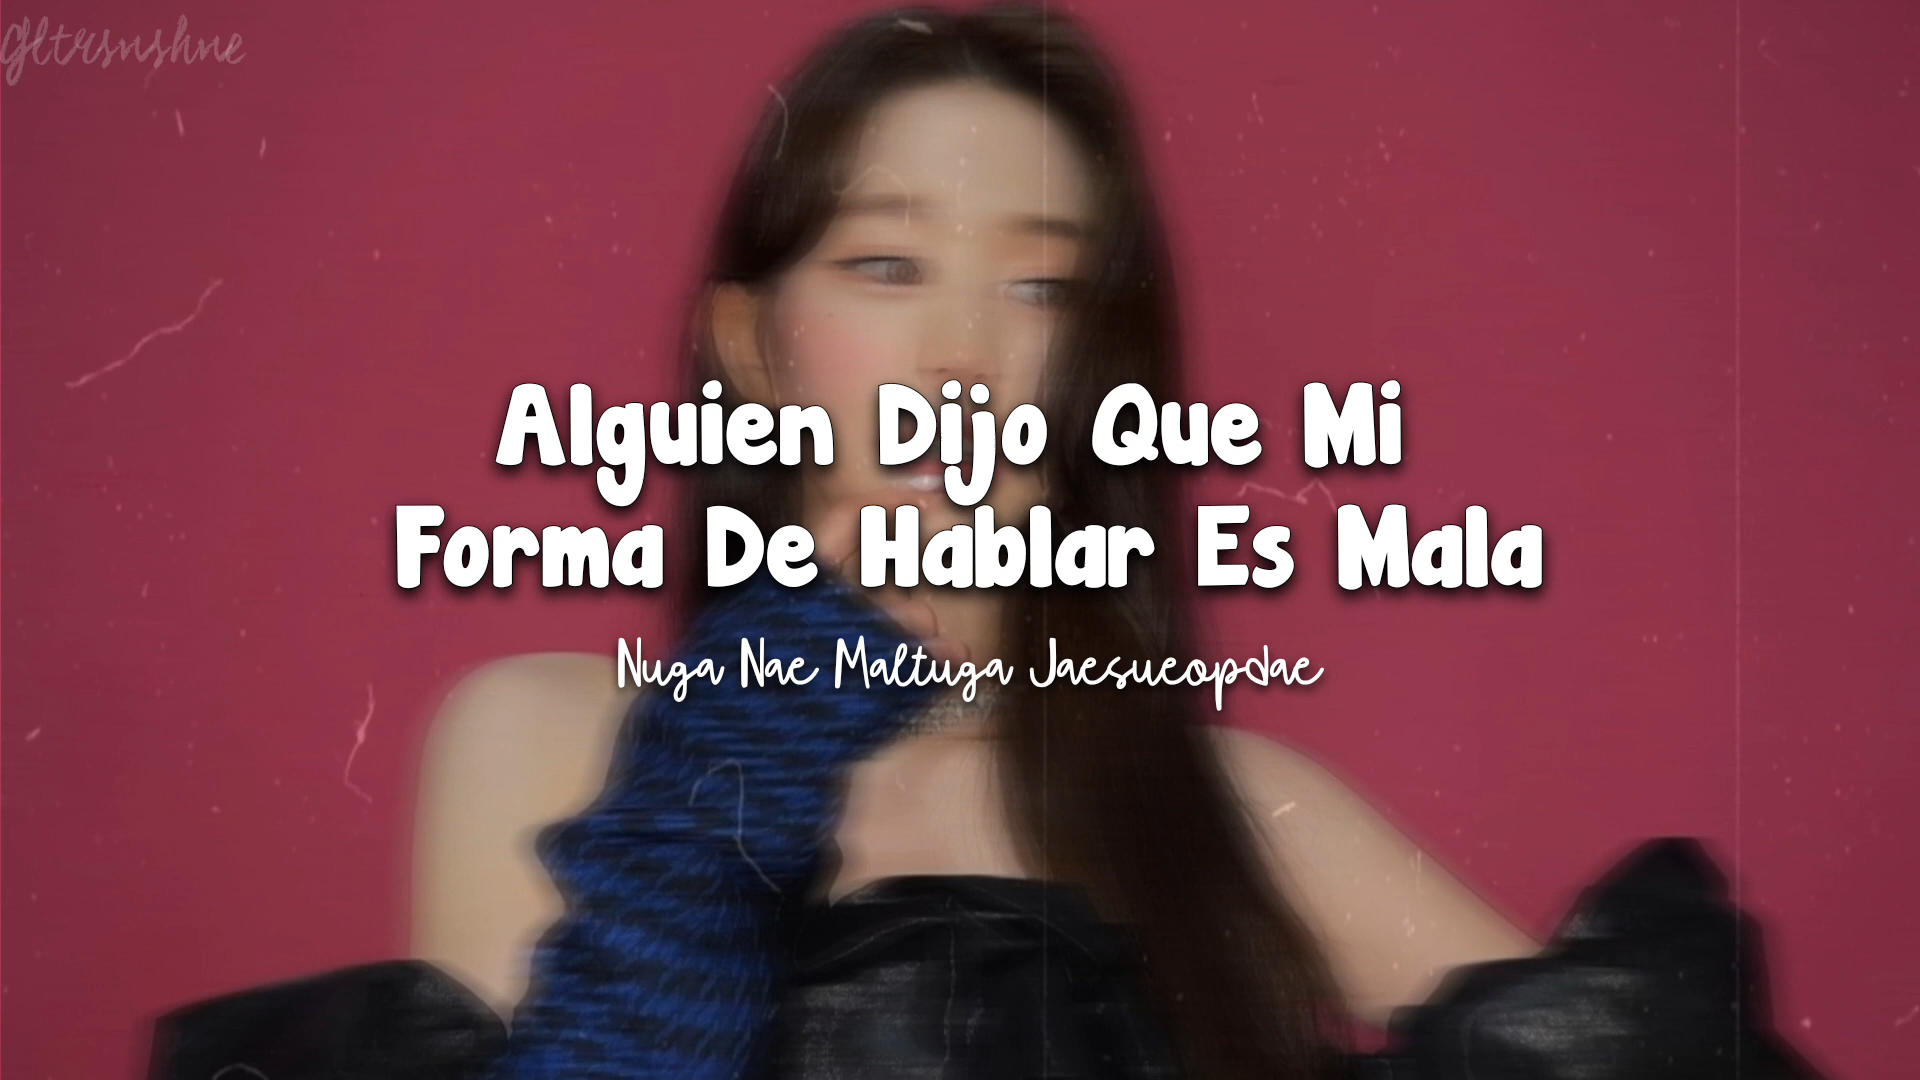 Gltrsnshne
Alguien Dijo Que Mi
Forma De Hablar Es Mala
Nuga Nae Maltuga Jaesueopdae